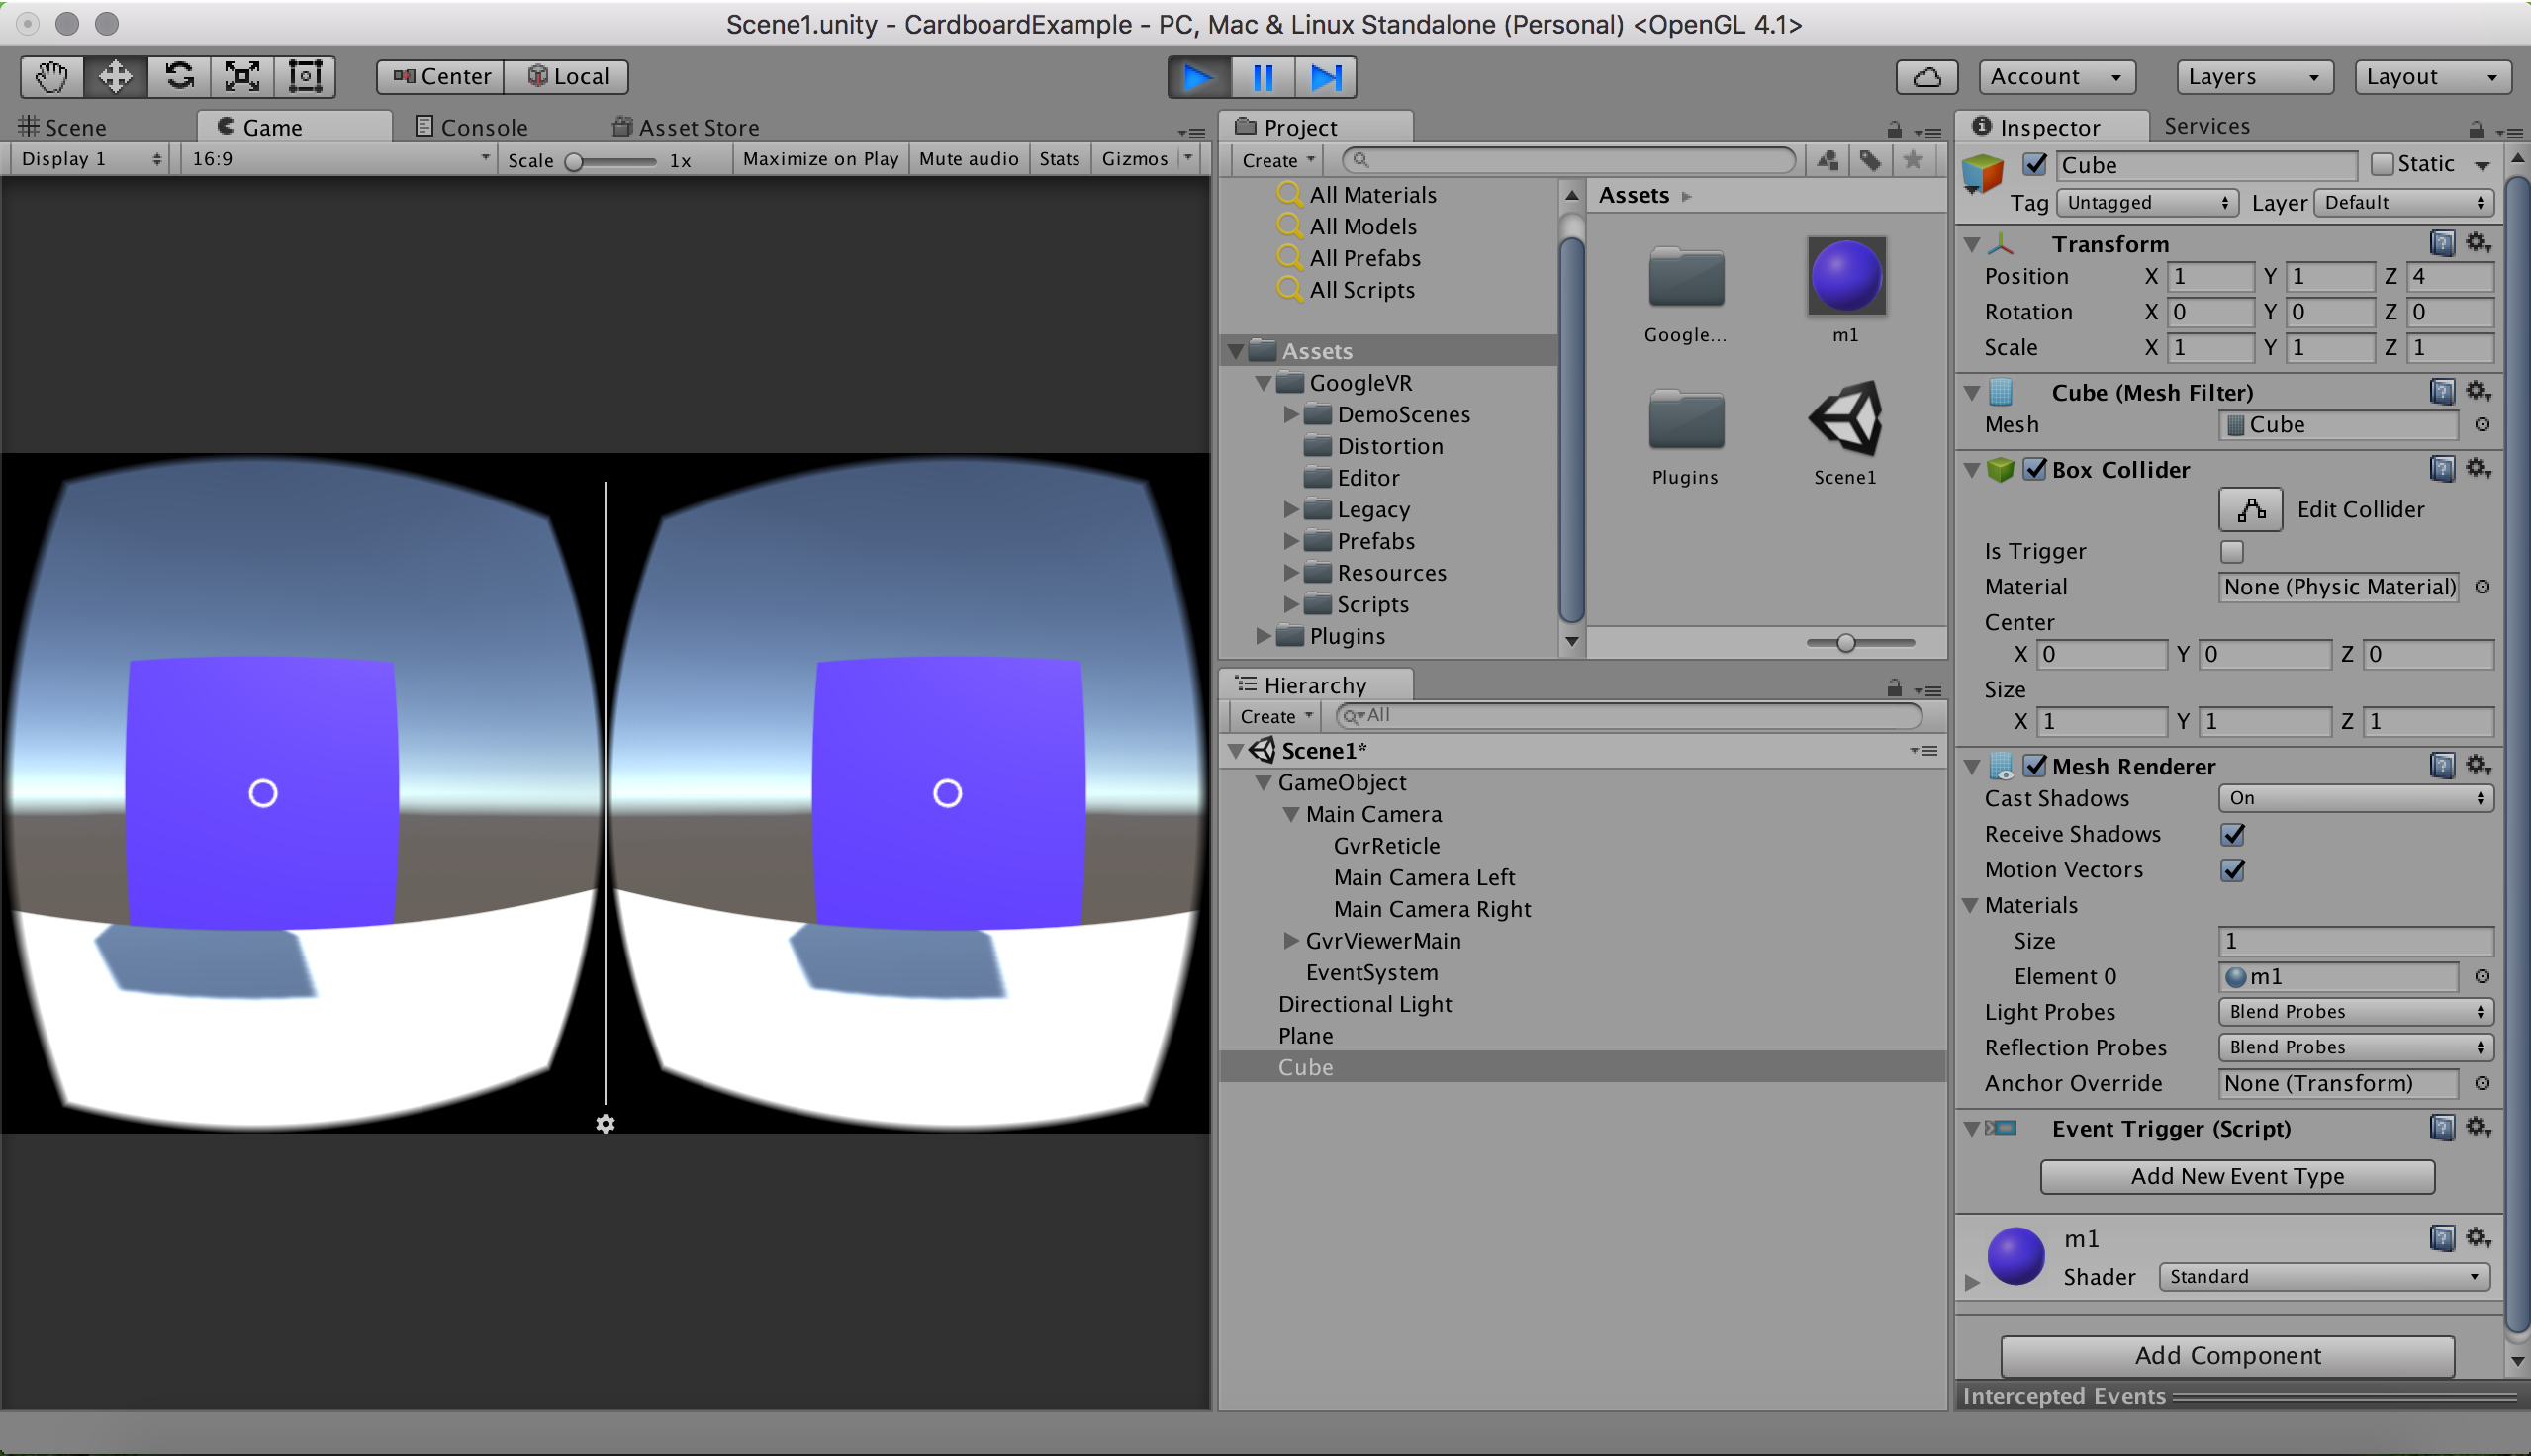 Scene1.unity - CardboardExample - PC, Mac & Linux Standalone (Personal) <OpenGL 4.1>
Center Local
Account Layers Layout
Scene Game Console Asset Store
Display 1 16:9 Scale 1x Maximize on Play Mute audio Stats Gizmos
Project
Create
All Materials
All Models
All Prefabs
All Scripts
Assets
GoogleVR
DemoScenes
Distortion
Editor
Legacy
Prefabs
Resources
Scripts
Plugins
Assets
Google... m1
Plugins Scene1
Hierarchy
Create All
Scene1*
GameObject
Main Camera
GvrReticle
Main Camera Left
Main Camera Right
GvrViewerMain
EventSystem
Directional Light
Plane
Cube
Inspector Services
Cube Static
Tag Untagged Layer Default
Transform
Position X 1 Y 1 Z 4
Rotation X 0 Y 0 Z 0
Scale X 1 Y 1 Z 1
Cube (Mesh Filter)
Mesh Cube
Box Collider
Edit Collider
Is Trigger
Material None (Physic Material)
Center
X 0 Y 0 Z 0
Size
X 1 Y 1 Z 1
Mesh Renderer
Cast Shadows On
Receive Shadows
Motion Vectors
Materials
Size 1
Element 0 m1
Light Probes Blend Probes
Reflection Probes Blend Probes
Anchor Override None (Transform)
Event Trigger (Script)
Add New Event Type
m1
Shader Standard
Add Component
Intercepted Events